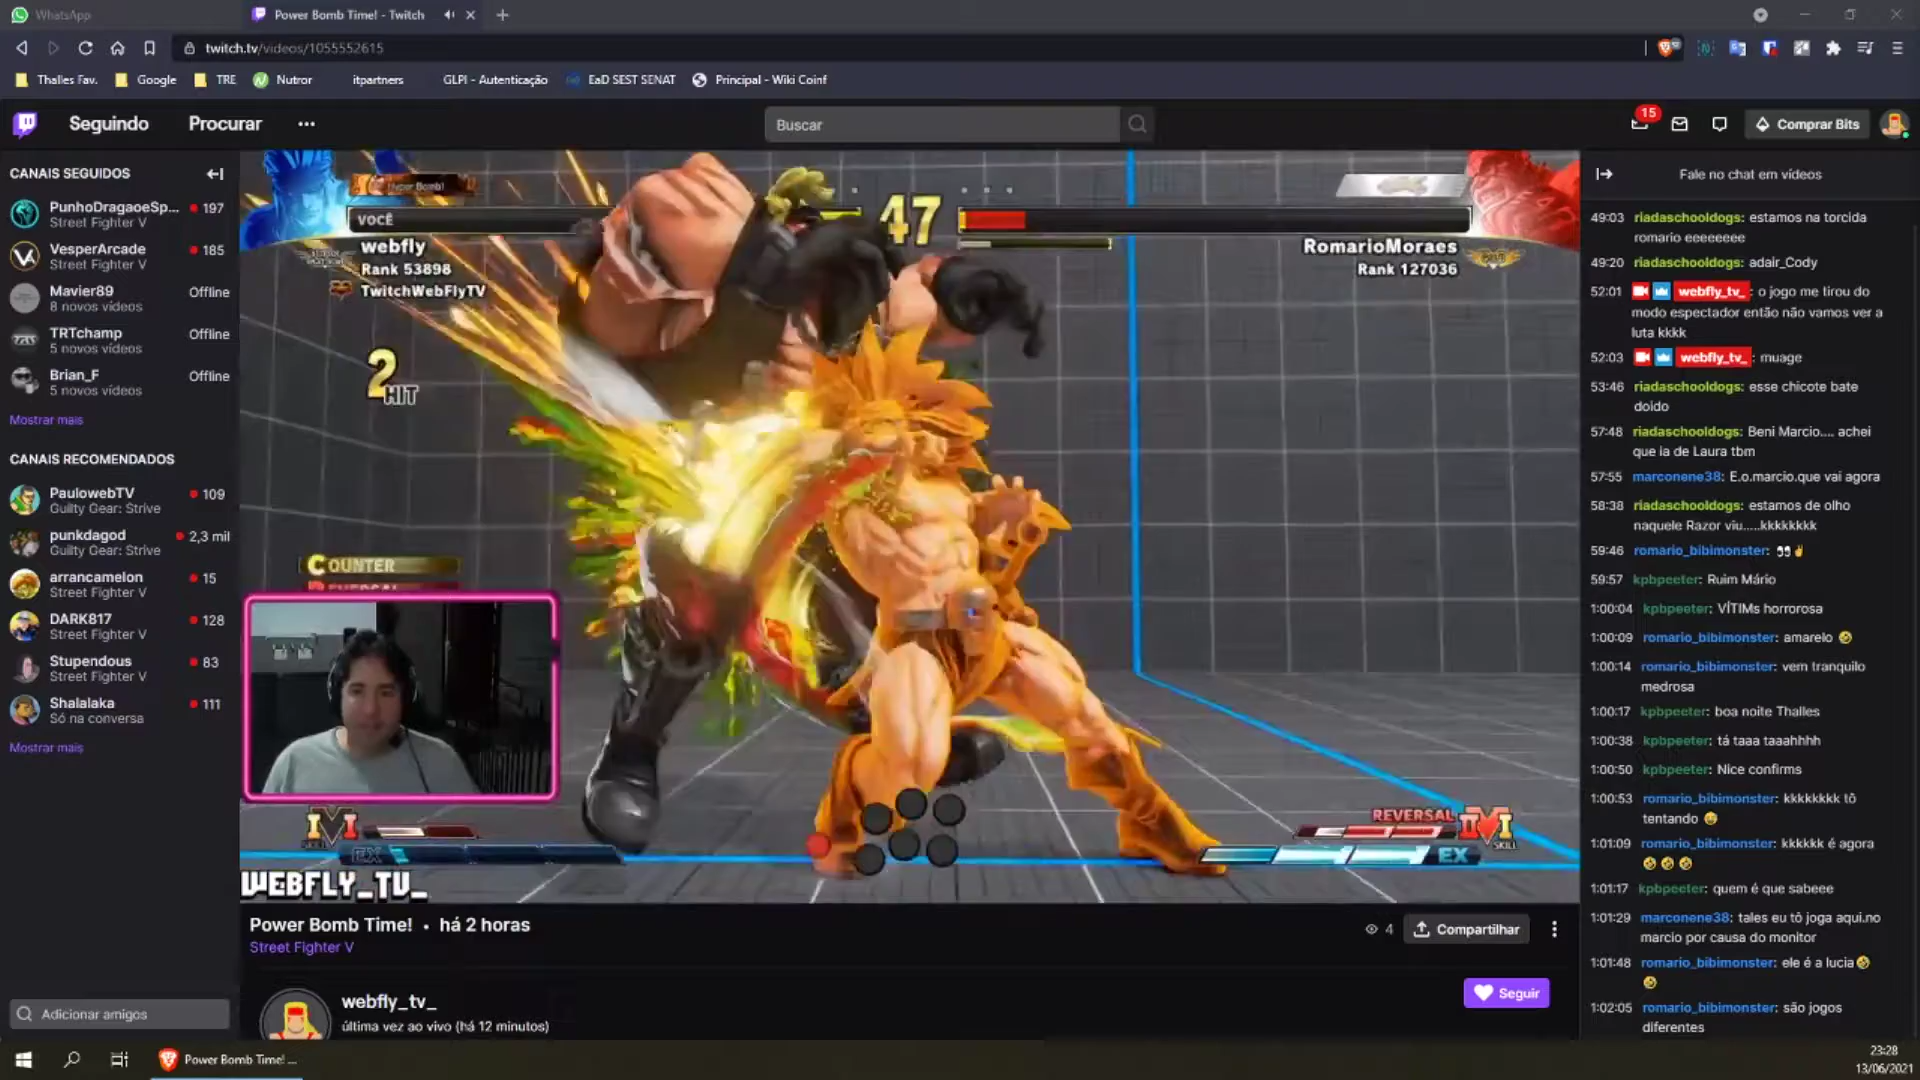 WhatsApp
Power Bomb Time! - Twitch
twitch.tv/videos/1055552615
Thalles Fav.
Google
TRE
Nutror
itpartners
GLPI - Autenticação
EaD SEST SENAT
Principal - Wiki Coinf
Seguindo
Procurar
Buscar
15
Comprar Bits
CANAIS SEGUIDOS
PunhoDragaoeSp... 197
Street Fighter V
VesperArcade 185
Street Fighter V
Mavier89 Offline
8 novos vídeos
TRTchamp Offline
5 novos vídeos
Brian_F Offline
5 novos vídeos
Mostrar mais
CANAIS RECOMENDADOS
PaulowebTV 109
Guilty Gear: Strive
punkdagod 2,3 mil
Guilty Gear: Strive
arrancamelon 15
Street Fighter V
DARK817 128
Street Fighter V
Stupendous 83
Street Fighter V
Shalalaka 111
Só na conversa
Mostrar mais
Adicionar amigos
Hyper Bomb!
VOCÊ
webfly
Rank 53898
TwitchWebFlyTV
47
RomarioMoraes
Rank 127036
2 HIT
COUNTER
REVERSAL
SKILL
EX
REVERSAL
SKILL
EX
WEBFLY_TV_
Power Bomb Time! • há 2 horas
Street Fighter V
4
Compartilhar
webfly_tv_
última vez ao vivo (há 12 minutos)
Seguir
Fale no chat em vídeos
49:03 riadaschooldogs: estamos na torcida
romario eeeeeeee
49:20 riadaschooldogs: adair_Cody
52:01 webfly_tv_ : o jogo me tirou do
modo espectador então não vamos ver a
luta kkkk
52:03 webfly_tv_ : muage
53:46 riadaschooldogs: esse chicote bate
doido
57:48 riadaschooldogs: Beni Marcio.... achei
que ia de Laura tbm
57:55 marconene38: E.o.marcio.que vai agora
58:38 riadaschooldogs: estamos de olho
naquele Razor viu.....kkkkkkkk
59:46 romario_bibimonster: 👀✌
59:57 kpbpeeter: Ruim Mário
1:00:04 kpbpeeter: VÍTIMs horrorosa
1:00:09 romario_bibimonster: amarelo 🤣
1:00:14 romario_bibimonster: vem tranquilo
medrosa
1:00:17 kpbpeeter: boa noite Thalles
1:00:38 kpbpeeter: tá taaa taaahhhh
1:00:50 kpbpeeter: Nice confirms
1:00:53 romario_bibimonster: kkkkkkkk tô
tentando 😅
1:01:09 romario_bibimonster: kkkkkk é agora
🤣 🤣 🤣
1:01:17 kpbpeeter: quem é que sabeee
1:01:29 marconene38: tales eu tô joga aqui.no
marcio por causa do monitor
1:01:48 romario_bibimonster: ele é a lucia🤣
🤣
1:02:05 romario_bibimonster: são jogos
diferentes
Power Bomb Time! ...
23:28
13/06/2021